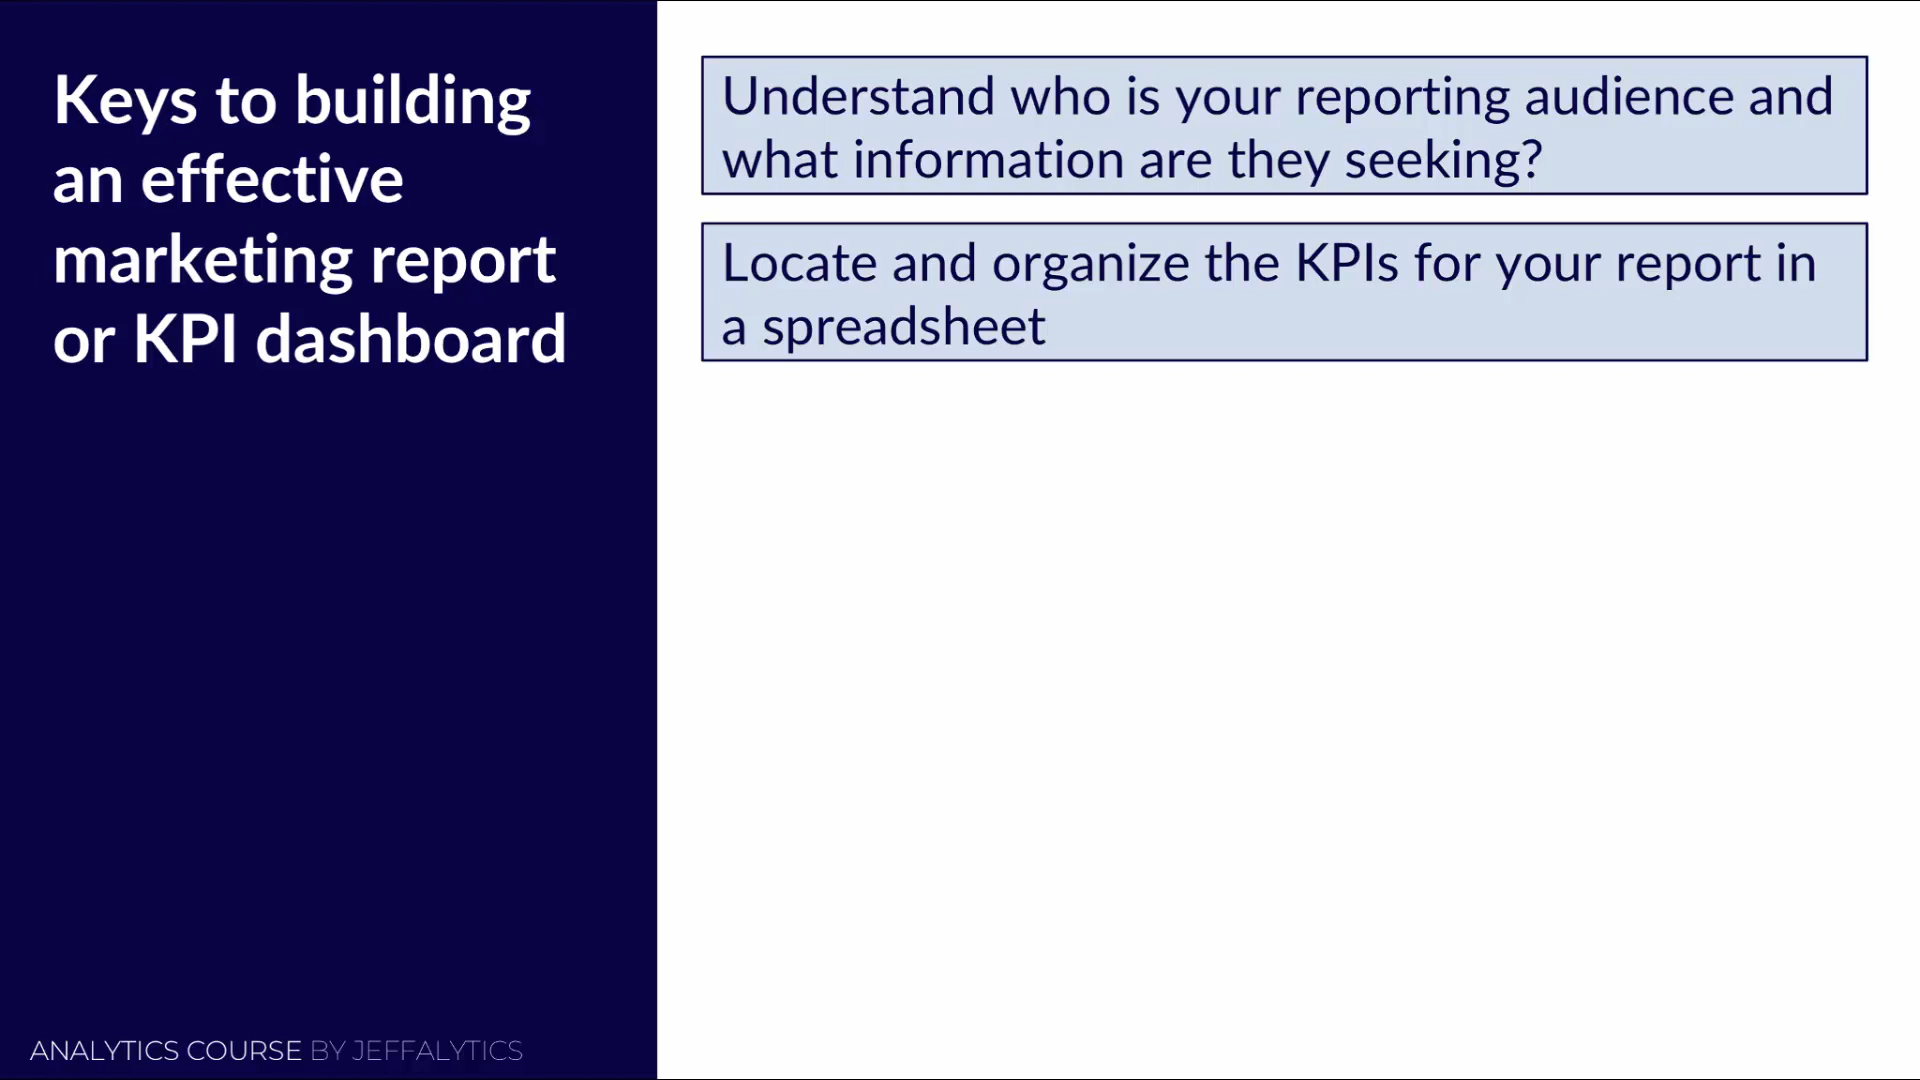 Keys to building
an effective
marketing report
or KPI dashboard
Understand who is your reporting audience and
what information are they seeking?
Locate and organize the KPIs for your report in
a spreadsheet
ANALYTICS COURSE BY JEFFALYTICS